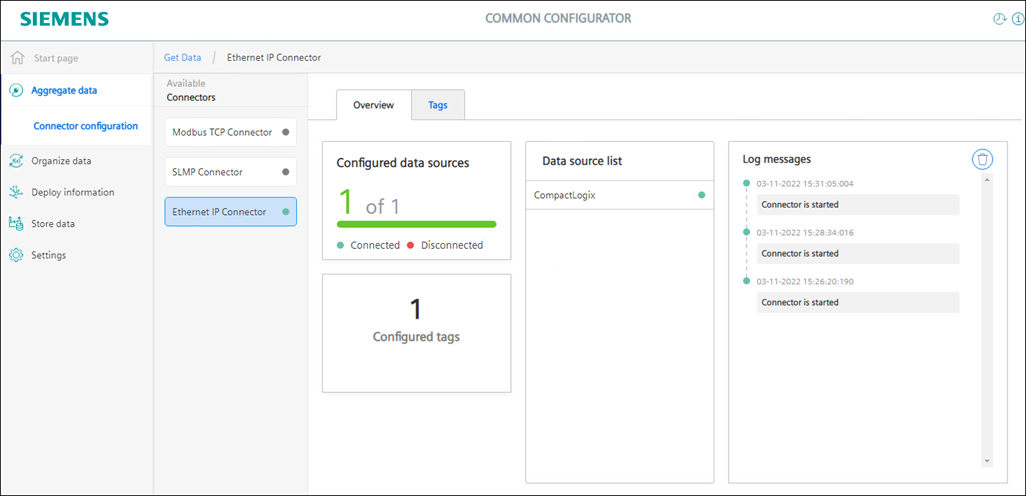 SIEMENS
COMMON CONFIGURATOR
Start page
Aggregate data
Connector configuration
Organize data
Deploy information
Store data
Settings
Get Data / Ethernet IP Connector
Available
Connectors
Modbus TCP Connector
SLMP Connector
Ethernet IP Connector
Overview
Tags
Configured data sources
1 of 1
Connected
Disconnected
1
Configured tags
Data source list
CompactLogix
Log messages
03-11-2022 15:31:05:004
Connector is started
03-11-2022 15:28:34:016
Connector is started
03-11-2022 15:26:20:190
Connector is started